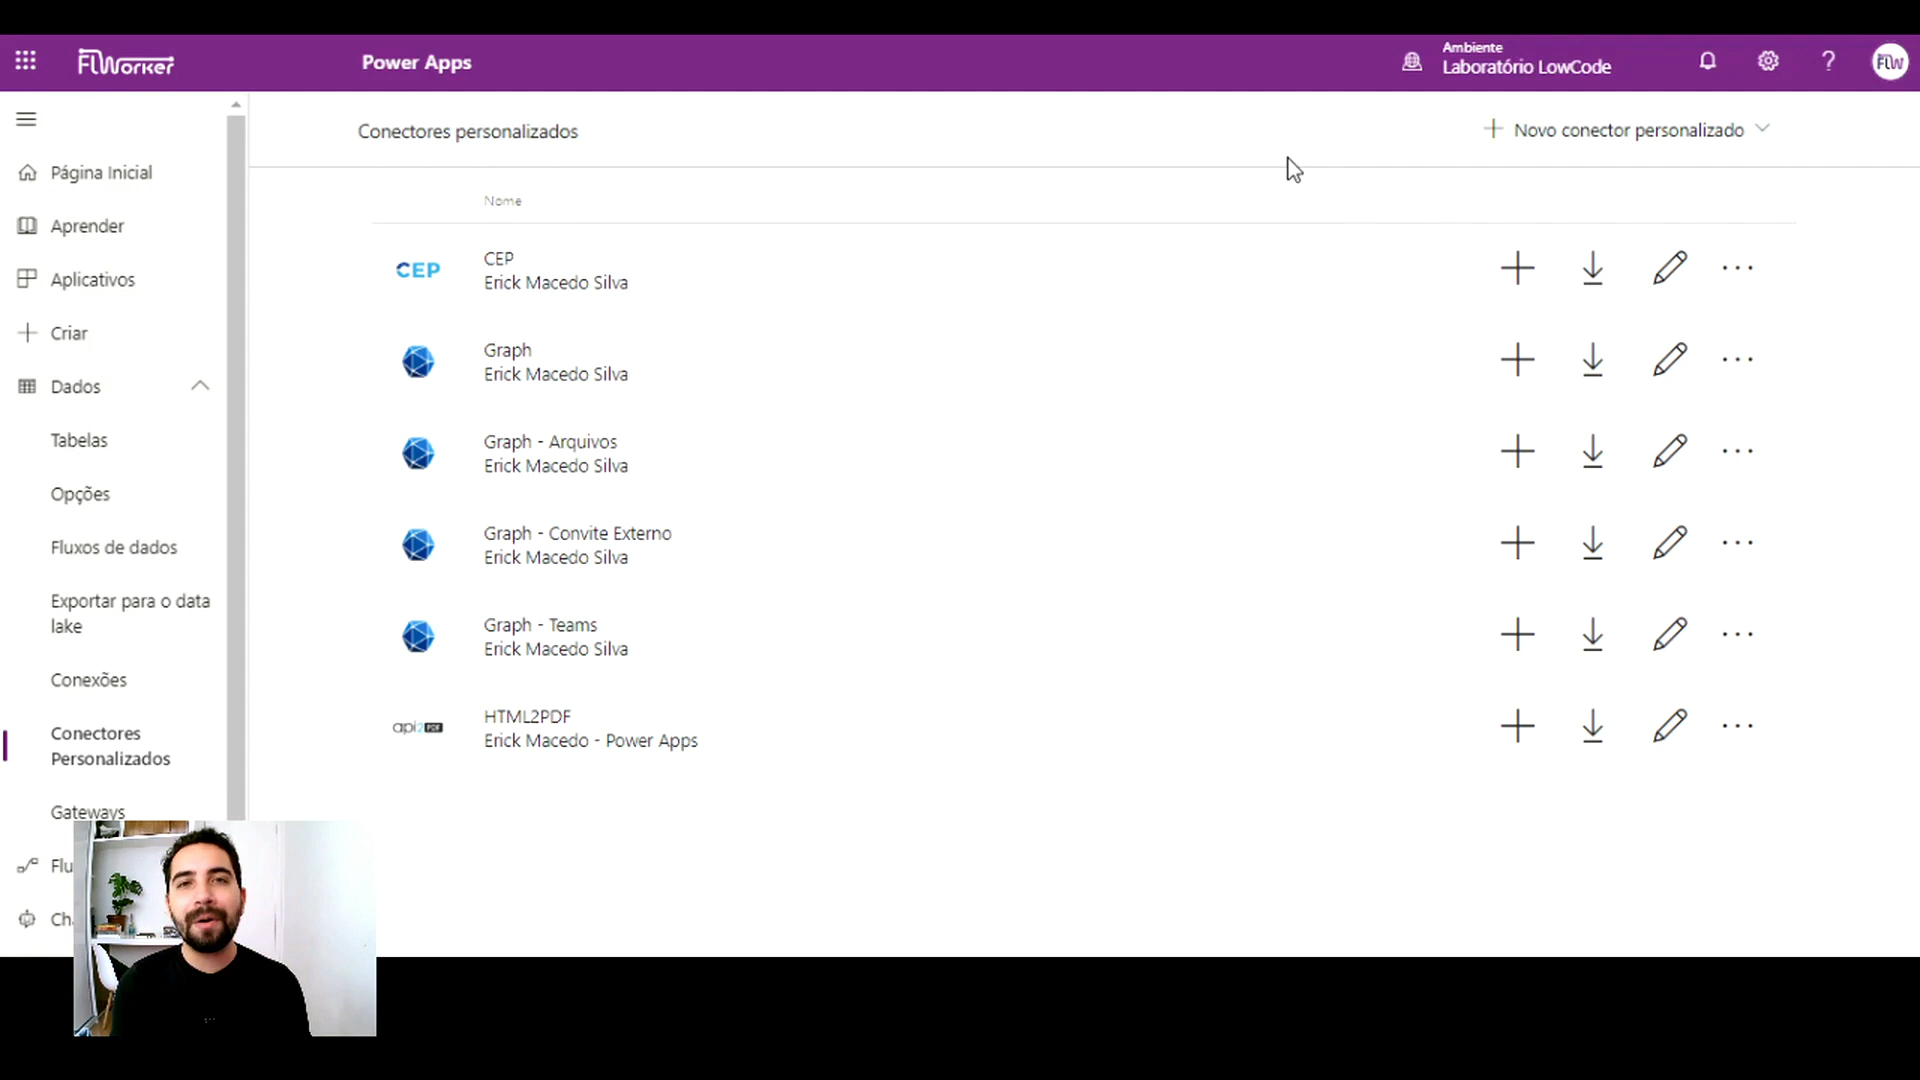 FLWorker
Power Apps
Ambiente
Laboratório LowCode
?
FLW
Conectores personalizados
Novo conector personalizado
Página Inicial
Aprender
Aplicativos
Criar
Dados
Tabelas
Opções
Fluxos de dados
Exportar para o data
lake
Conexões
Conectores
Personalizados
Gateways
Flu
Ch
Nome
CEP
CEP
Erick Macedo Silva
Graph
Erick Macedo Silva
Graph - Arquivos
Erick Macedo Silva
Graph - Convite Externo
Erick Macedo Silva
Graph - Teams
Erick Macedo Silva
api2PDF
HTML2PDF
Erick Macedo - Power Apps